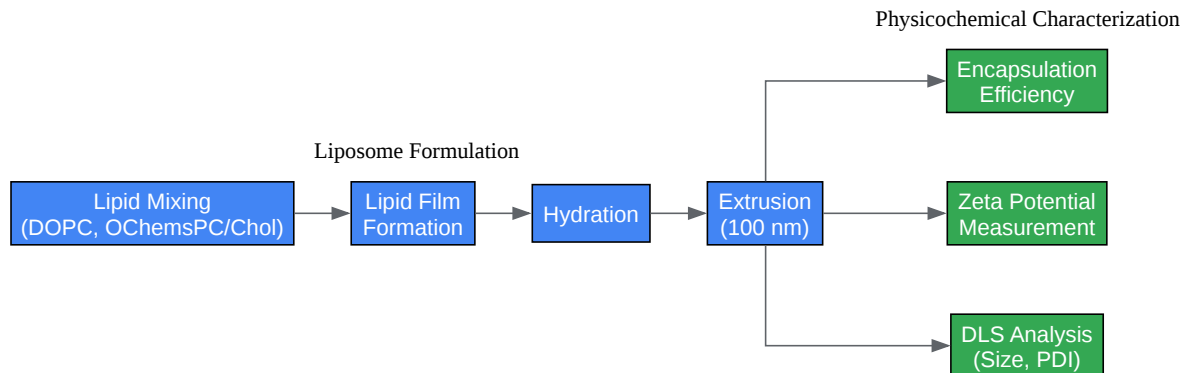 Physicochemical Characterization
Encapsulation
Efficiency
Liposome Formulation
Lipid Mixing
(DOPC, OChemsPC/Chol)
Lipid Film
Formation
Hydration
Extrusion
(100 nm)
Zeta Potential
Measurement
DLS Analysis
(Size, PDI)